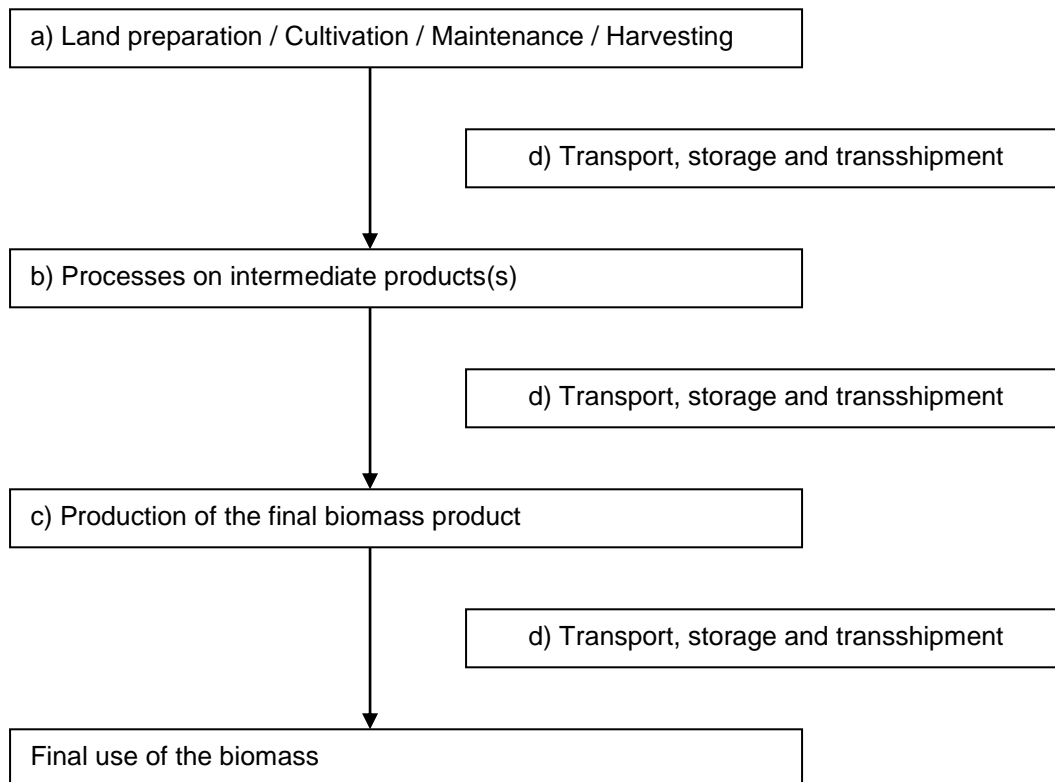 a) Land preparation / Cultivation / Maintenance / Harvesting
d) Transport, storage and transshipment
b) Processes on intermediate products(s)
d) Transport, storage and transshipment
c) Production of the final biomass product
d) Transport, storage and transshipment
Final use of the biomass